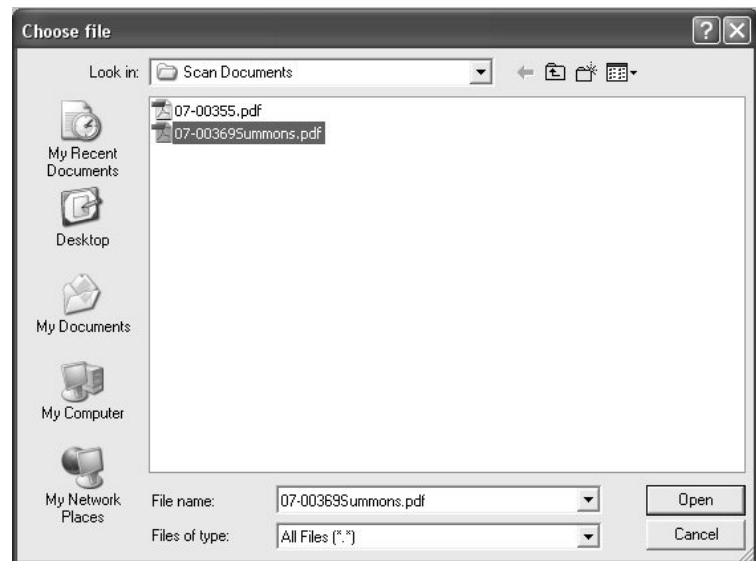 Choose file
Look in: Scan Documents
07-00355.pdf
07-00369Summons.pdf
My Recent
Documents
Desktop
My Documents
My Computer
My Network
Places
File name: 07-00369Summons.pdf Open
Files of type: All Files (*.*) Cancel